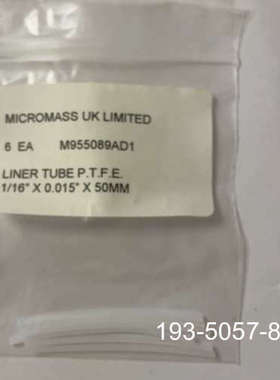 MICROMASS UK LIMITED
6 EA M955089AD1
LINER TUBE P.T.F.E.
1/16" X 0.015" X 50MM
193-5057-8